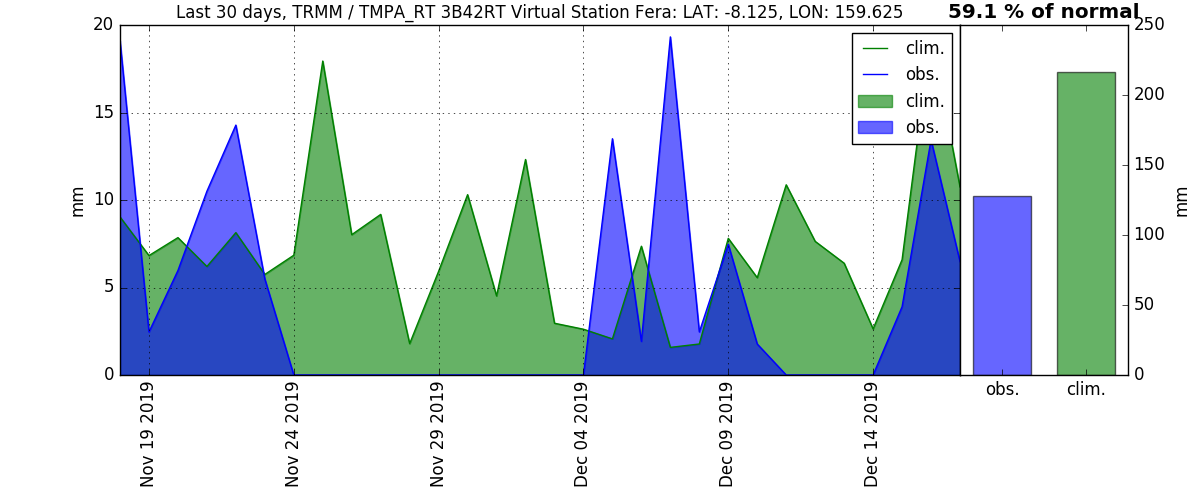 Last 30 days, TRMM / TMPA_RT 3B42RT Virtual Station Fera: LAT: -8.125, LON: 159.625
59.1 % of normal
20
15
10
5
0
mm
clim.
obs.
clim.
obs.
250
200
150
100
50
0
mm
Nov 19 2019
Nov 24 2019
Nov 29 2019
Dec 04 2019
Dec 09 2019
Dec 14 2019
obs.
clim.